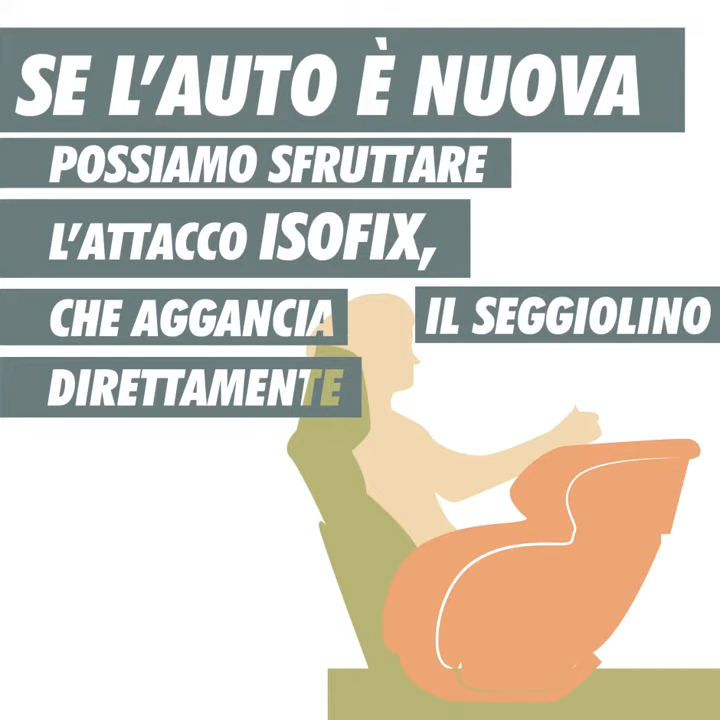 SE L'AUTO È NUOVA
POSSIAMO SFRUTTARE
L'ATTACCO ISOFIX,
CHE AGGANCIA IL SEGGIOLINO
DIRETTAMENTE